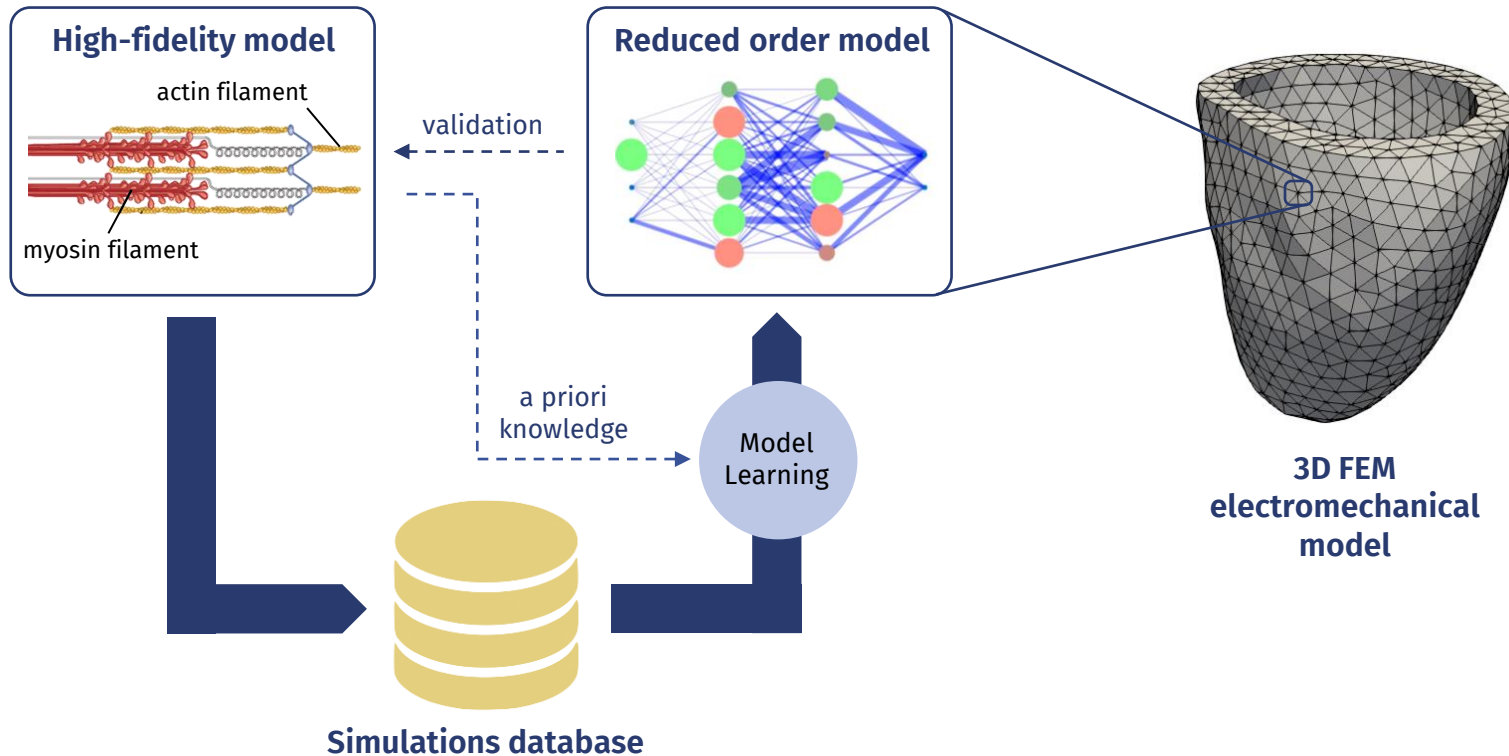 High-fidelity model
actin filament
myosin filament
validation
Reduced order model
a priori
knowledge
Model
Learning
Simulations database
3D FEM
electromechanical
model